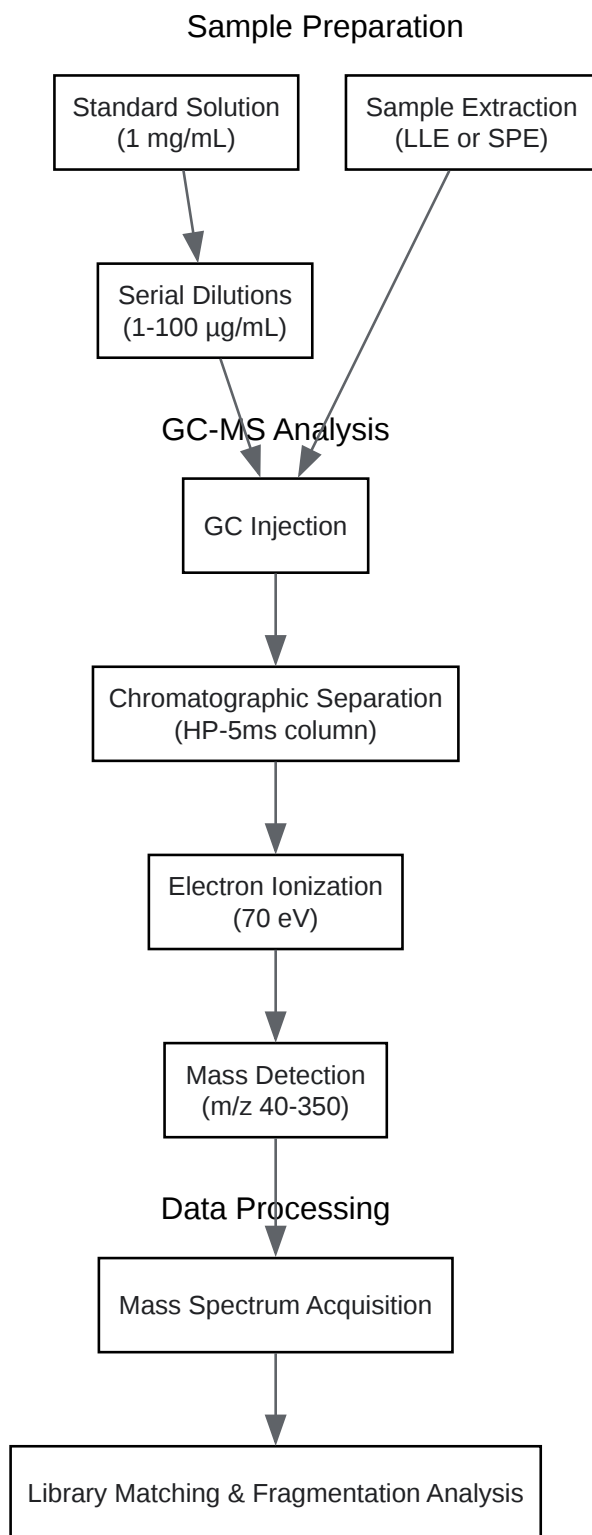 Sample Preparation
Standard Solution
(1 mg/mL)
Sample Extraction
(LLE or SPE)
Serial Dilutions
(1-100 µg/mL)
GC-MS Analysis
GC Injection
Chromatographic Separation
(HP-5ms column)
Electron Ionization
(70 eV)
Mass Detection
(m/z 40-350)
Data Processing
Mass Spectrum Acquisition
Library Matching & Fragmentation Analysis